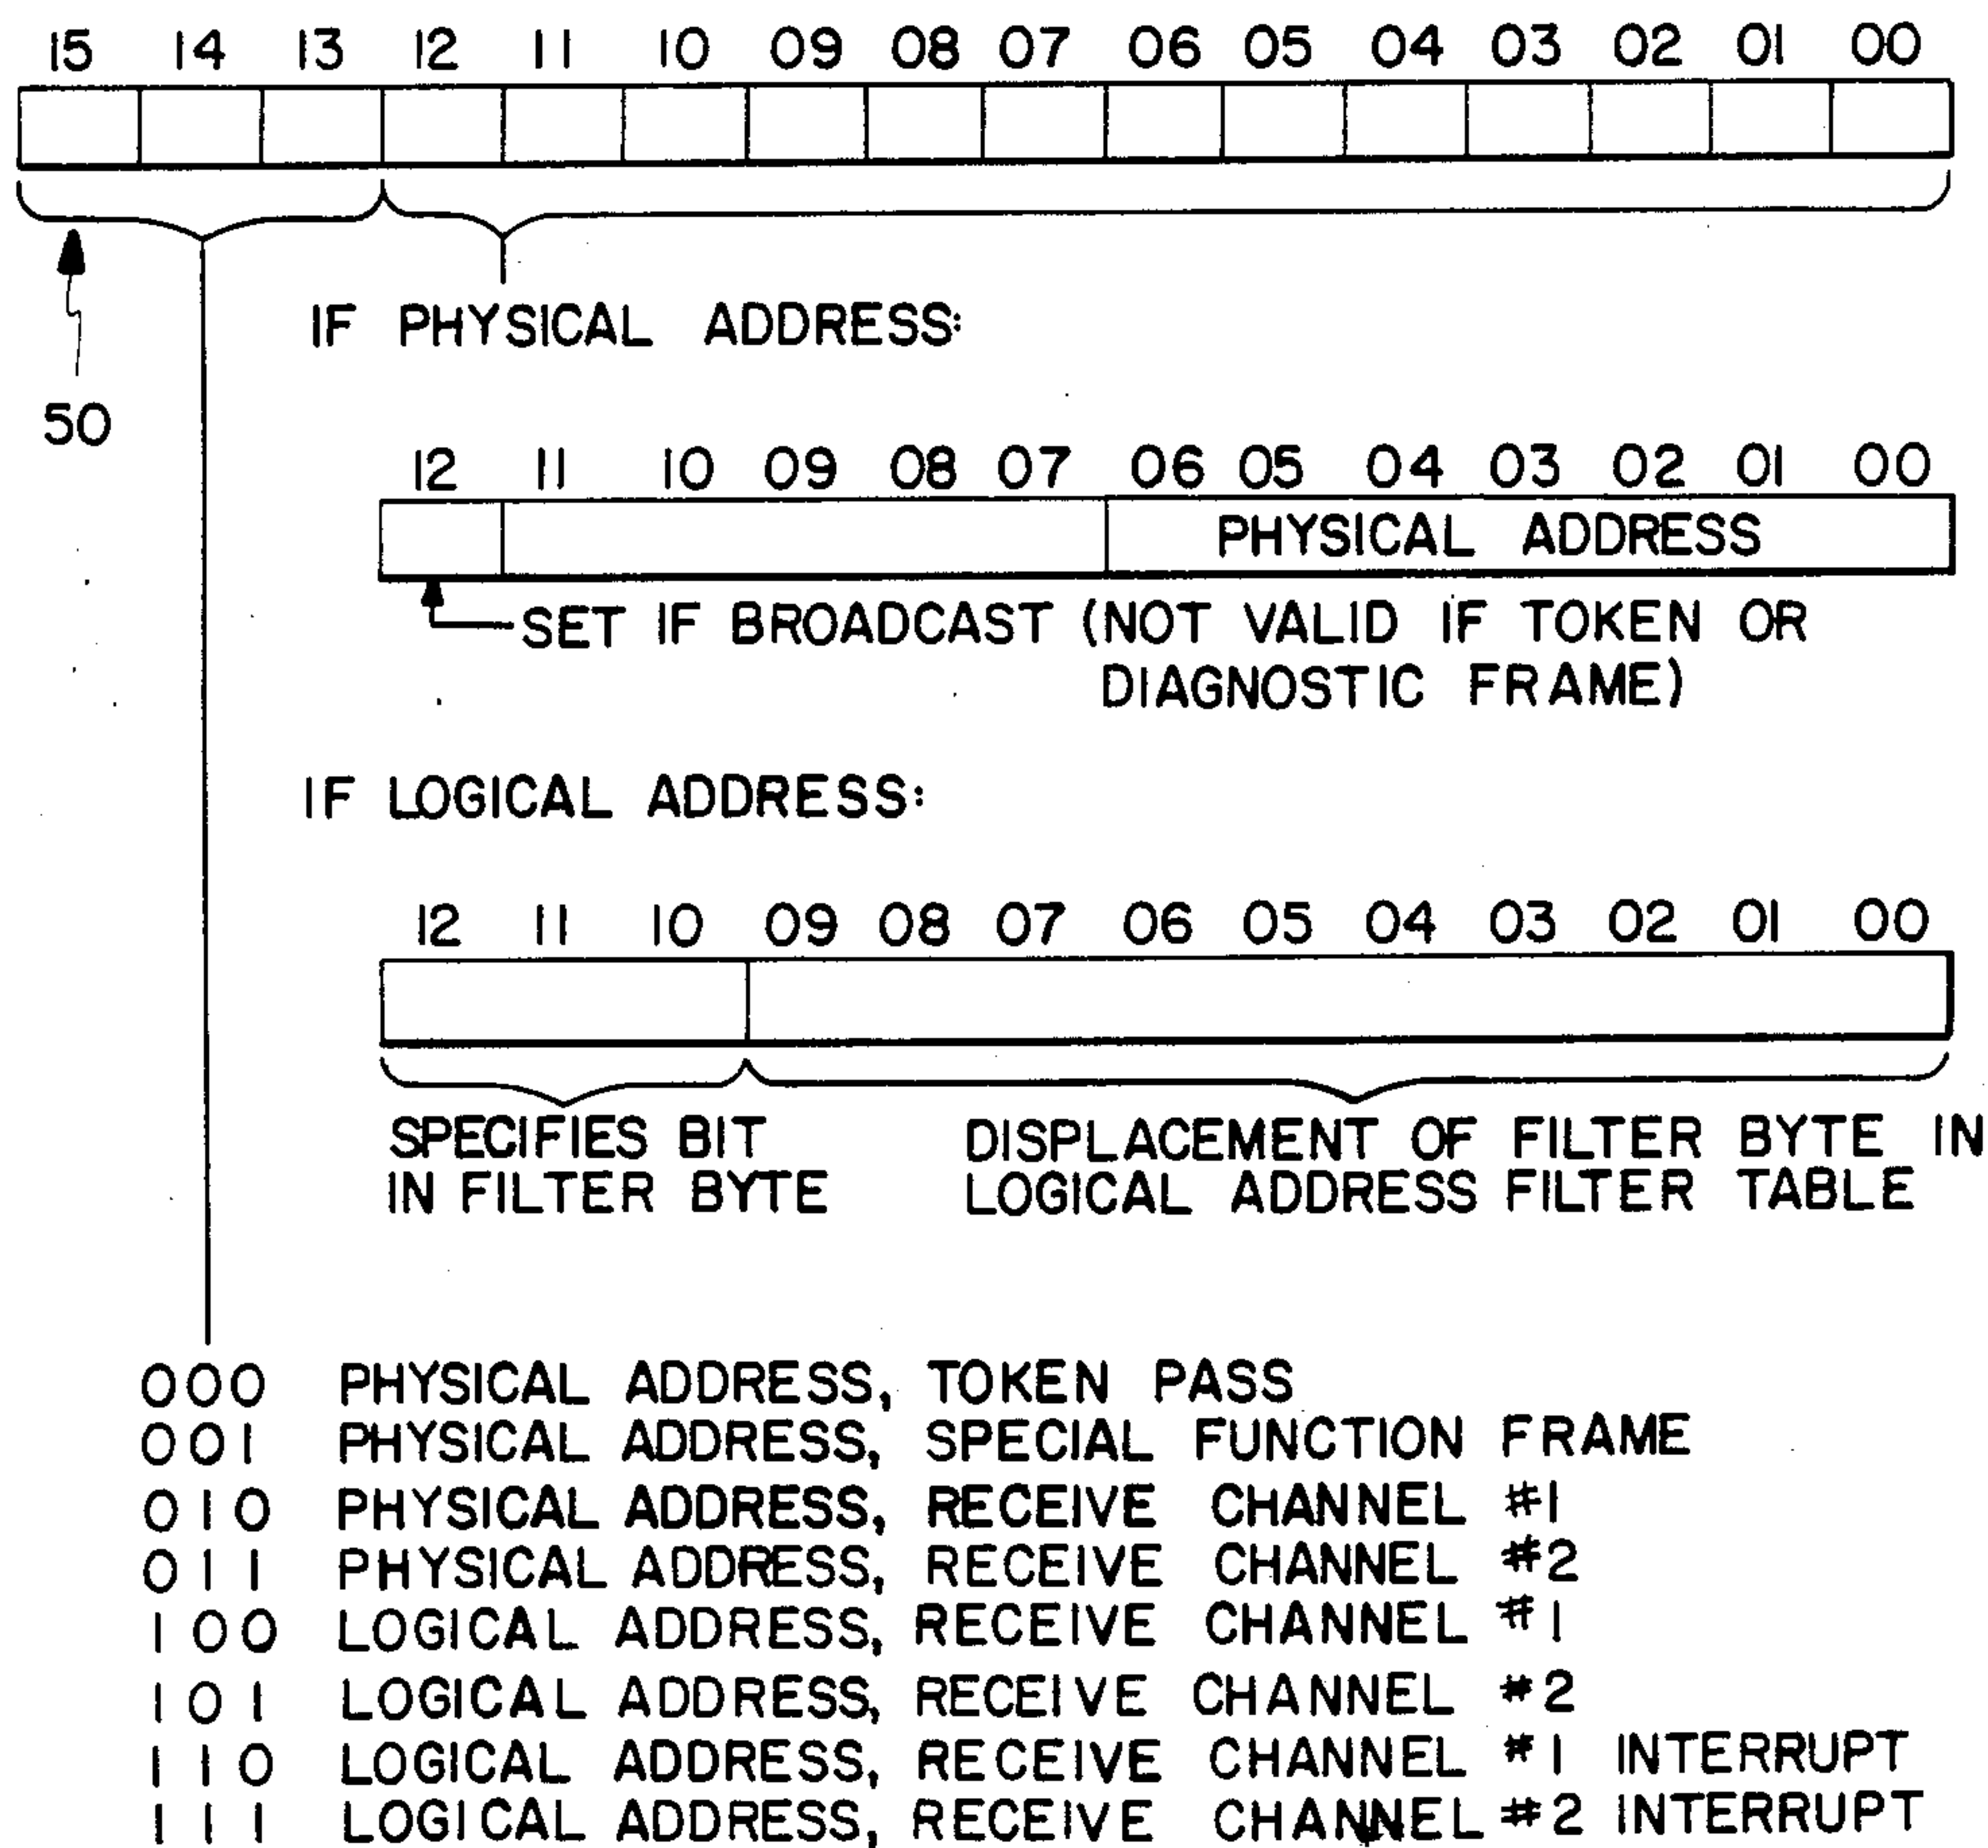 15 14 13 12 11 10 09 08 07 06 05 04 03 02 01 00
IF PHYSICAL ADDRESS:
50
12 11 10 09 08 07 06 05 04 03 02 01 00
PHYSICAL ADDRESS
SET IF BROADCAST (NOT VALID IF TOKEN OR
DIAGNOSTIC FRAME)
IF LOGICAL ADDRESS:
12 11 10 09 08 07 06 05 04 03 02 01 00
SPECIFIES BIT
IN FILTER BYTE
DISPLACEMENT OF FILTER BYTE IN
LOGICAL ADDRESS FILTER TABLE
000 PHYSICAL ADDRESS, TOKEN PASS
001 PHYSICAL ADDRESS, SPECIAL FUNCTION FRAME
010 PHYSICAL ADDRESS, RECEIVE CHANNEL #1
011 PHYSICAL ADDRESS, RECEIVE CHANNEL #2
100 LOGICAL ADDRESS, RECEIVE CHANNEL #1
101 LOGICAL ADDRESS, RECEIVE CHANNEL #2
110 LOGICAL ADDRESS, RECEIVE CHANNEL #1 INTERRUPT
111 LOGICAL ADDRESS, RECEIVE CHANNEL #2 INTERRUPT